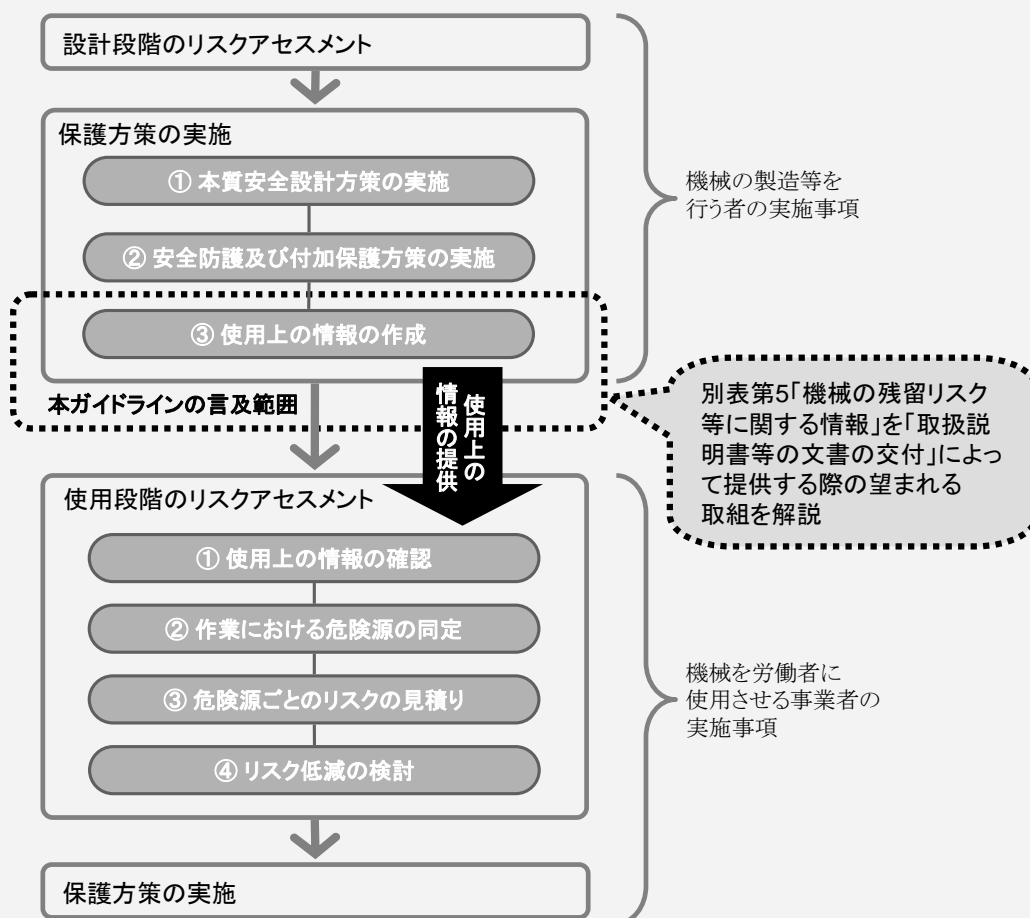 設計段階のリスクアセスメント
保護方策の実施
① 本質安全設計方策の実施
② 安全防護及び付加保護方策の実施
③ 使用上の情報の作成
機械の製造等を
行う者の実施事項
本ガイドラインの言及範囲
使用上の
情報の提供
別表第5「機械の残留リスク
等に関する情報」を「取扱説
明書等の文書の交付」によっ
て提供する際の望まれる
取組を解説
使用段階のリスクアセスメント
① 使用上の情報の確認
② 作業における危険源の同定
③ 危険源ごとのリスクの見積り
④ リスク低減の検討
機械を労働者に
使用させる事業者の
実施事項
保護方策の実施